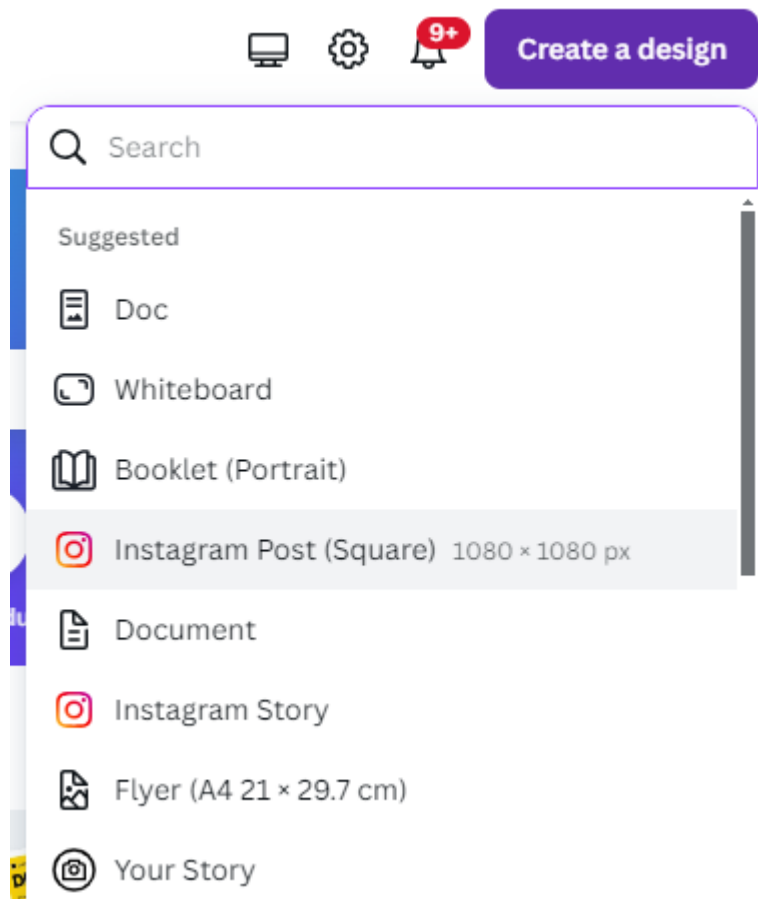 9+
Create a design
Search
Suggested
Doc
Whiteboard
Booklet (Portrait)
Instagram Post (Square) 1080 × 1080 px
Document
Instagram Story
Flyer (A4 21 × 29.7 cm)
Your Story